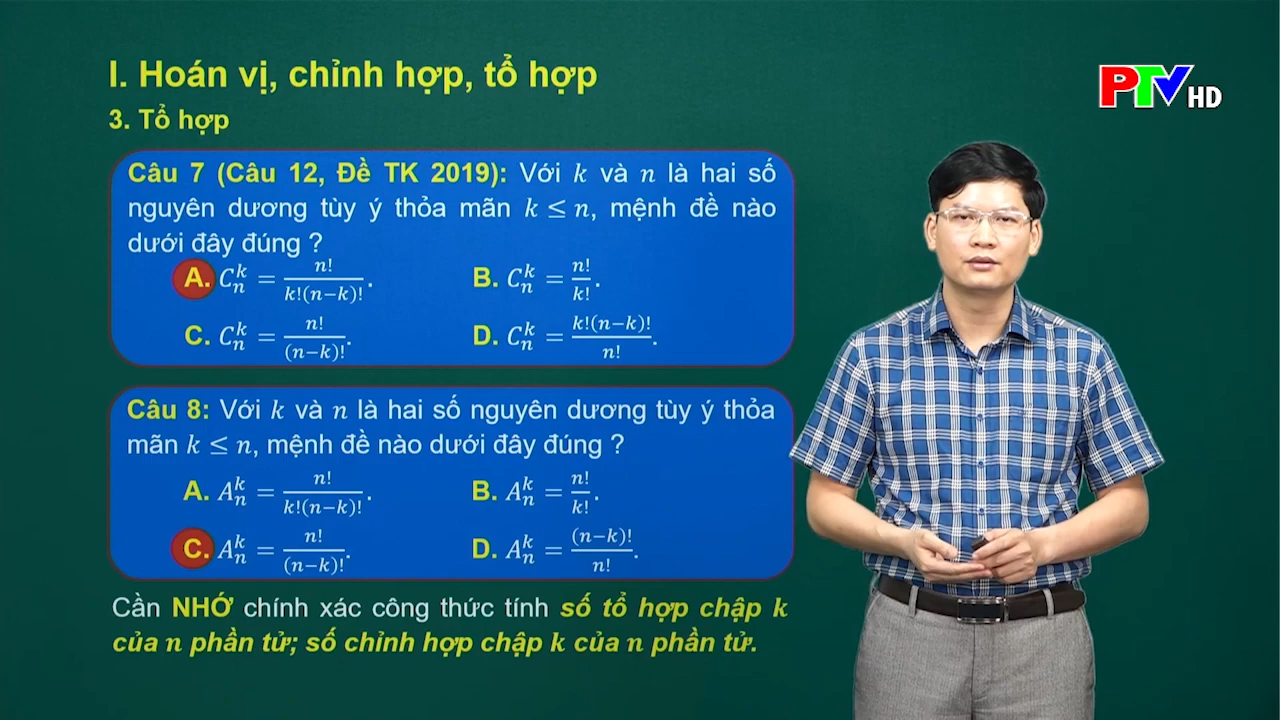 I. Hoán vị, chỉnh hợp, tổ hợp
PTV HD
3. Tổ hợp
Câu 7 (Câu 12, Đề TK 2019): Với k và n là hai số
nguyên dương tùy ý thỏa mãn k ≤ n, mệnh đề nào
dưới đây đúng ?
A. C_n^k = n!/(k!(n−k)!). B. C_n^k = n!/k!.
C. C_n^k = n!/(n−k)!. D. C_n^k = k!(n−k)!/n!.
Câu 8: Với k và n là hai số nguyên dương tùy ý thỏa
mãn k ≤ n, mệnh đề nào dưới đây đúng ?
A. A_n^k = n!/(k!(n−k)!). B. A_n^k = n!/k!.
C. A_n^k = n!/(n−k)!. D. A_n^k = (n−k)!/n!.
Cần NHỚ chính xác công thức tính số tổ hợp chập k
của n phần tử; số chỉnh hợp chập k của n phần tử.